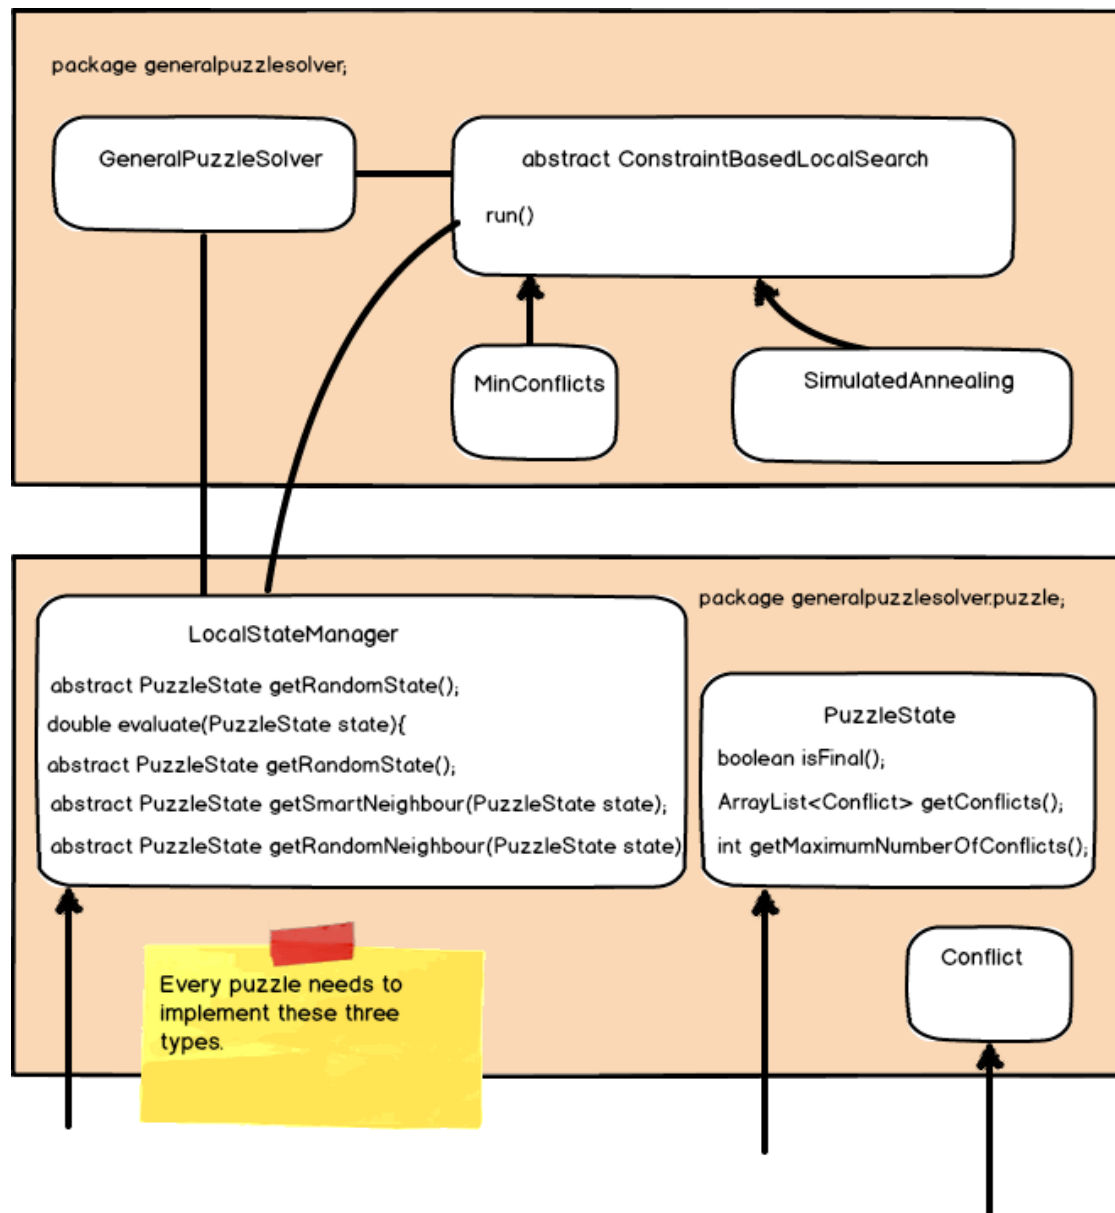 package generalpuzzlesolver;
GeneralPuzzleSolver
abstract ConstraintBasedLocalSearch
run()
MinConflicts
SimulatedAnnealing
package generalpuzzlesolver.puzzle;
LocalStateManager
abstract PuzzleState getRandomState();
double evaluate(PuzzleState state){
abstract PuzzleState getRandomState();
abstract PuzzleState getSmartNeighbour(PuzzleState state);
abstract PuzzleState getRandomNeighbour(PuzzleState state)
PuzzleState
boolean isFinal();
ArrayList<Conflict> getConflicts();
int getMaximumNumberOfConflicts();
Conflict
Every puzzle needs to
implement these three
types.